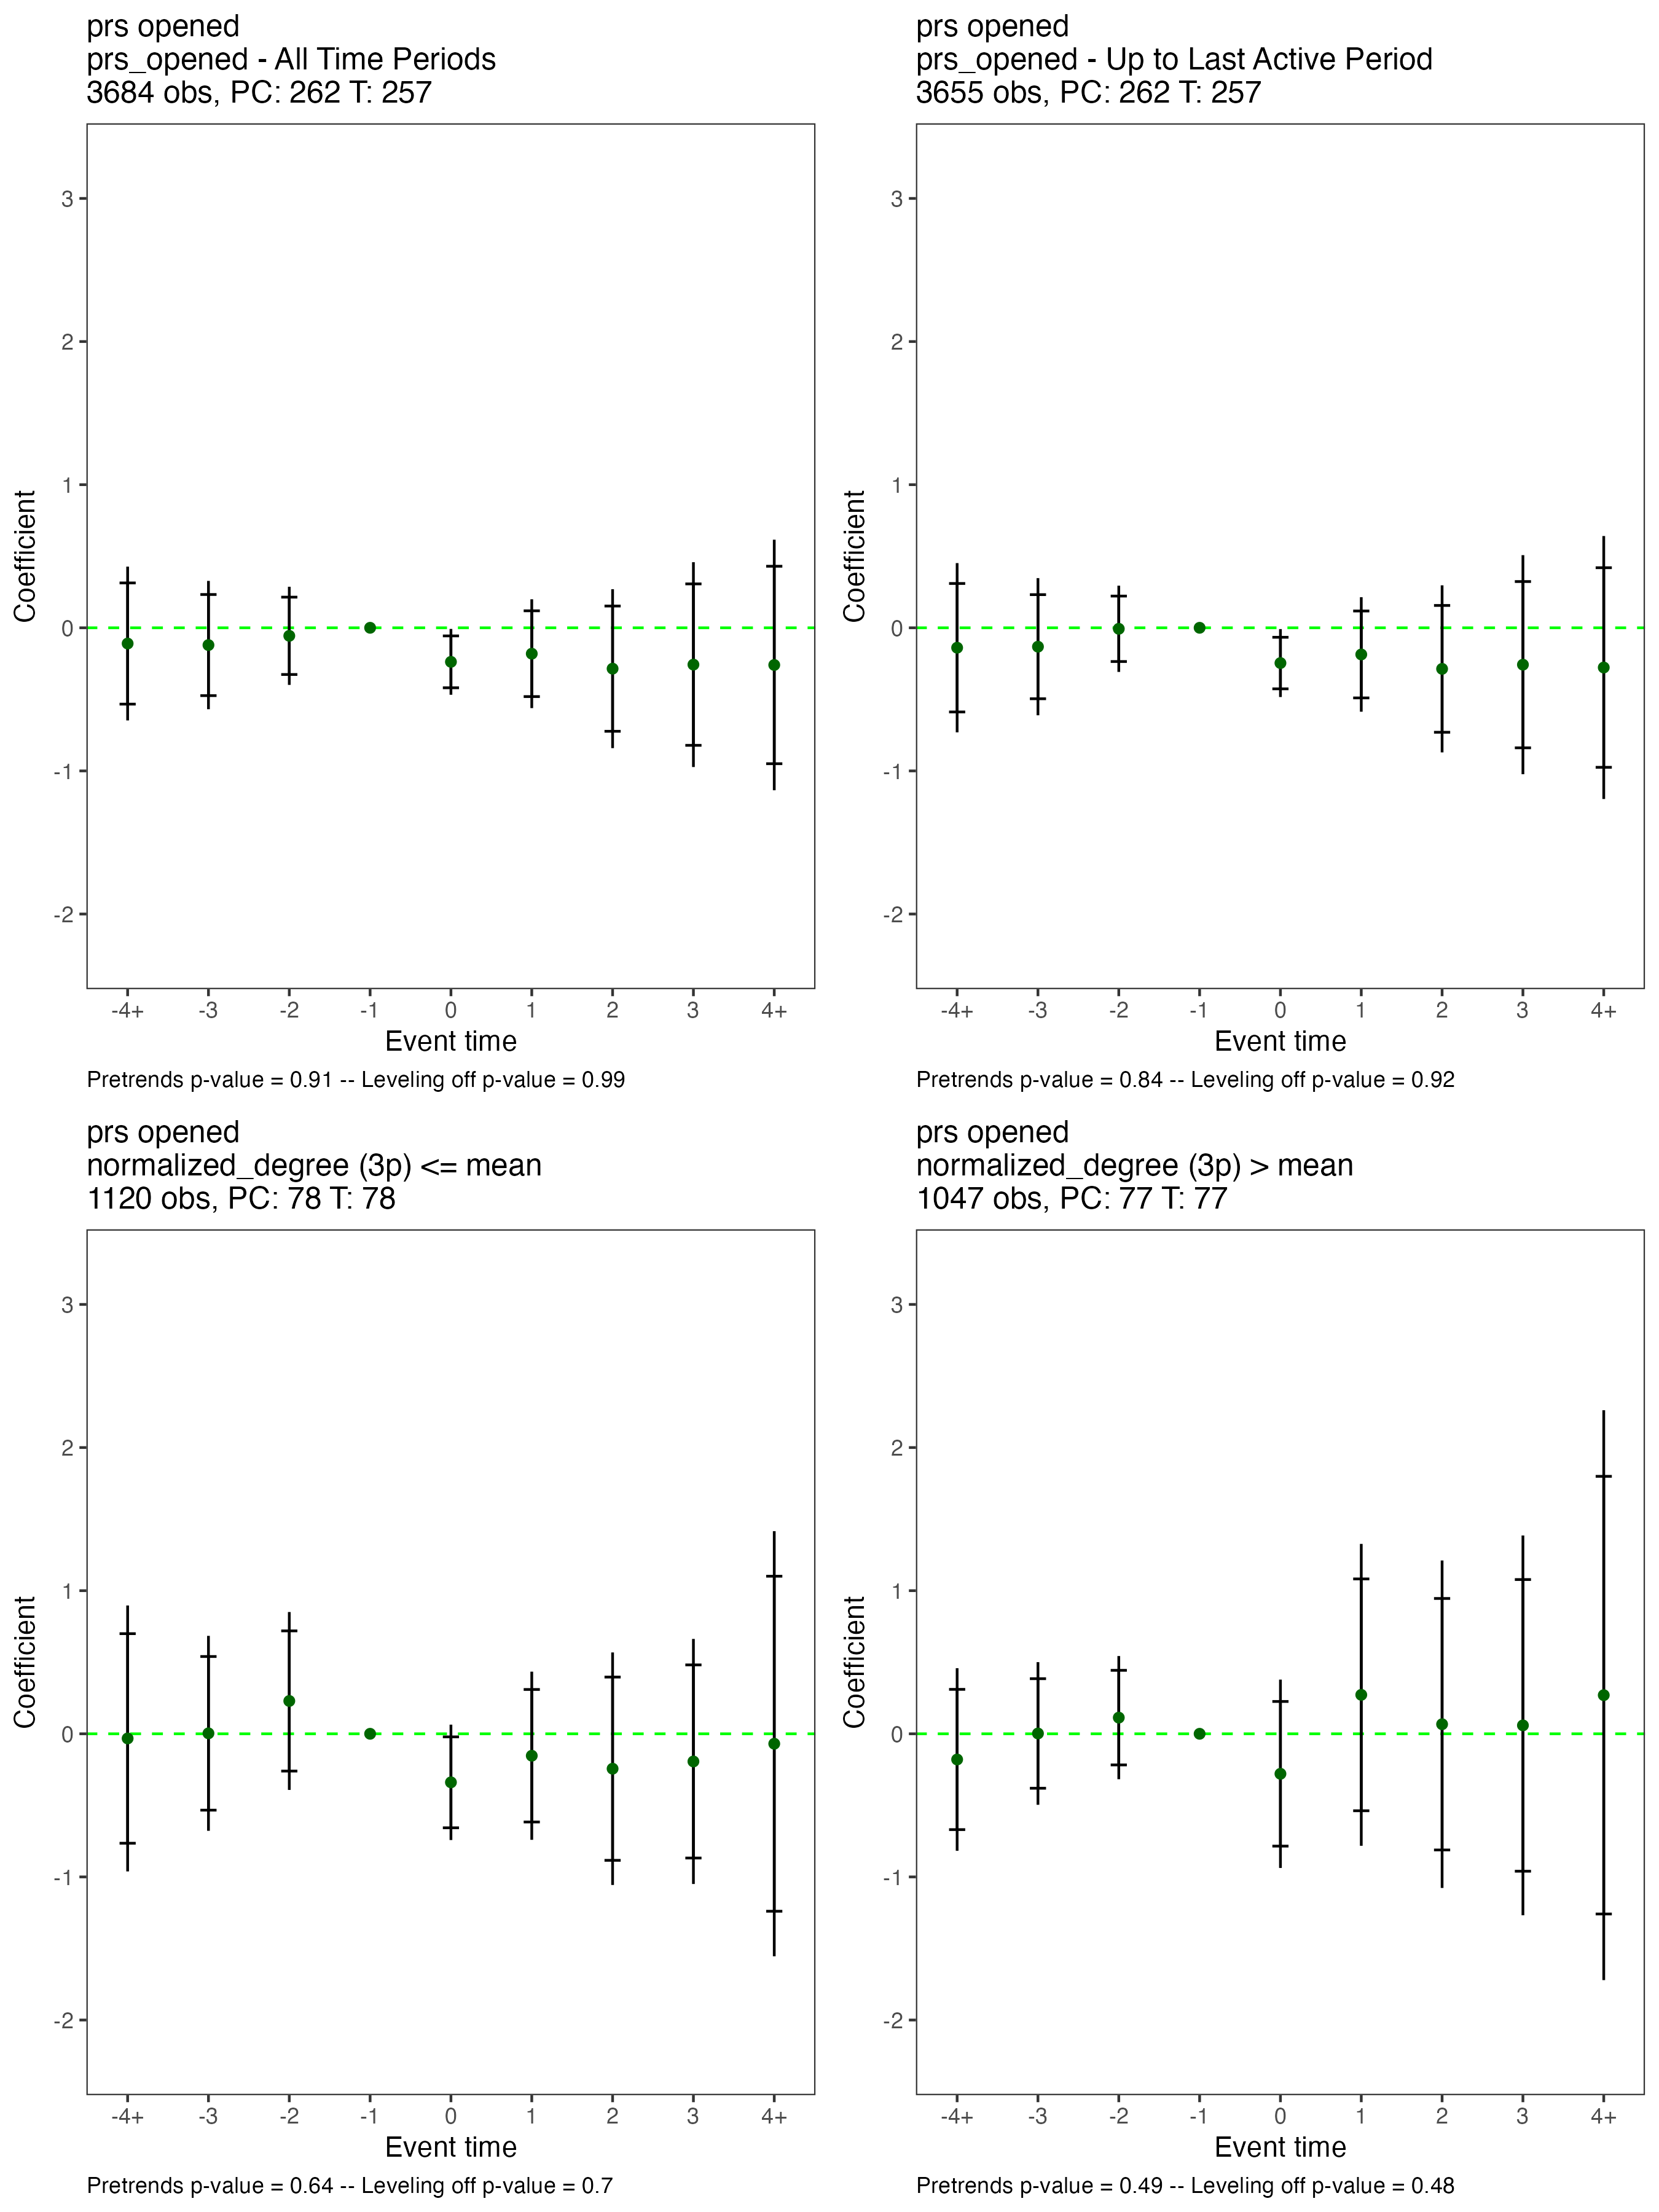 prs opened
prs_opened - All Time Periods
3684 obs, PC: 262 T: 257
Coefficient
3
2
1
0
-1
-2
-4+ -3 -2 -1 0 1 2 3 4+
Event time
Pretrends p-value = 0.91 -- Leveling off p-value = 0.99
prs opened
prs_opened - Up to Last Active Period
3655 obs, PC: 262 T: 257
Coefficient
3
2
1
0
-1
-2
-4+ -3 -2 -1 0 1 2 3 4+
Event time
Pretrends p-value = 0.84 -- Leveling off p-value = 0.92
prs opened
normalized_degree (3p) <= mean
1120 obs, PC: 78 T: 78
Coefficient
3
2
1
0
-1
-2
-4+ -3 -2 -1 0 1 2 3 4+
Event time
Pretrends p-value = 0.64 -- Leveling off p-value = 0.7
prs opened
normalized_degree (3p) > mean
1047 obs, PC: 77 T: 77
Coefficient
3
2
1
0
-1
-2
-4+ -3 -2 -1 0 1 2 3 4+
Event time
Pretrends p-value = 0.49 -- Leveling off p-value = 0.48